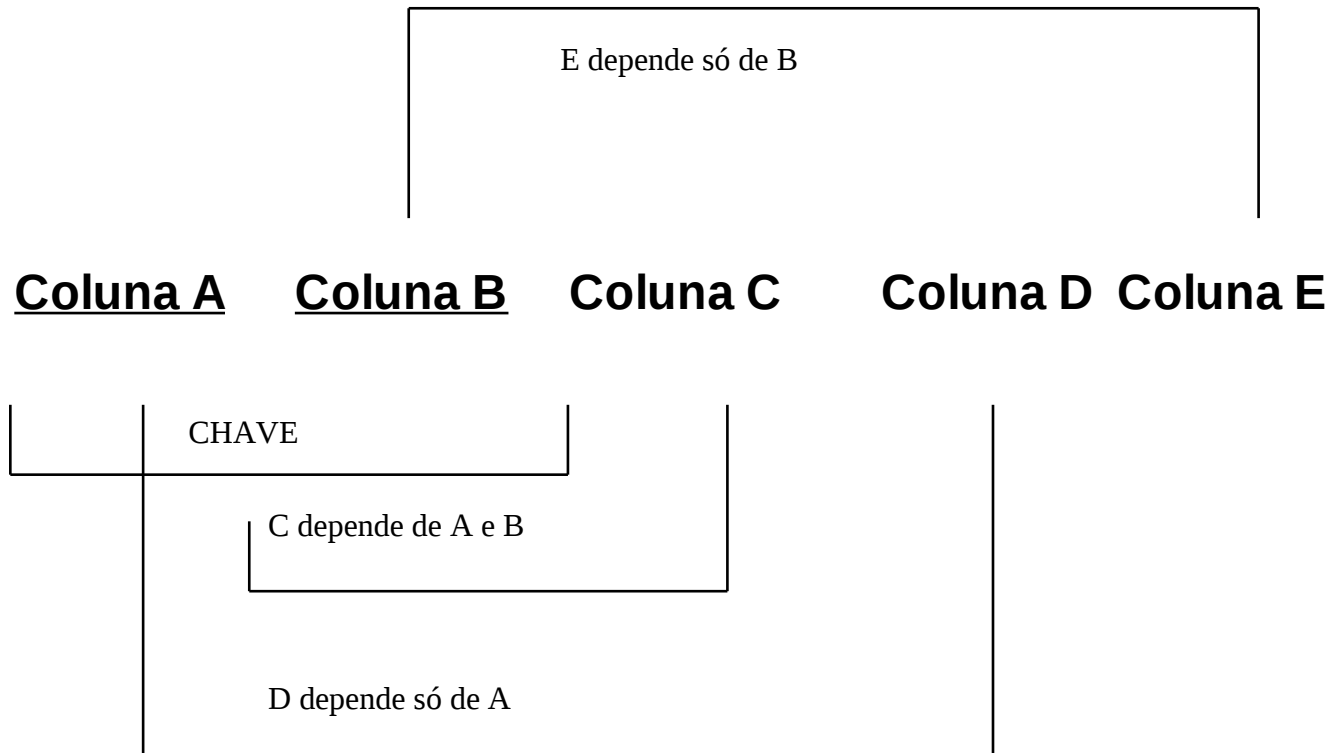 E depende só de B
Coluna A Coluna B Coluna C Coluna D Coluna E
CHAVE
C depende de A e B
D depende só de A